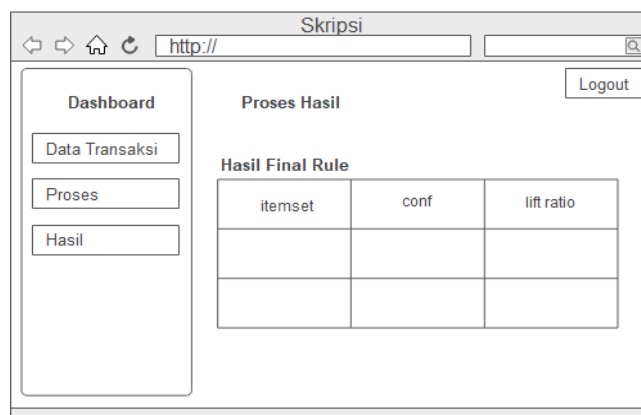 Skripsi
http://
Logout
Dashboard
Proses Hasil
Data Transaksi
Hasil Final Rule
Proses
itemset
conf
lift ratio
Hasil